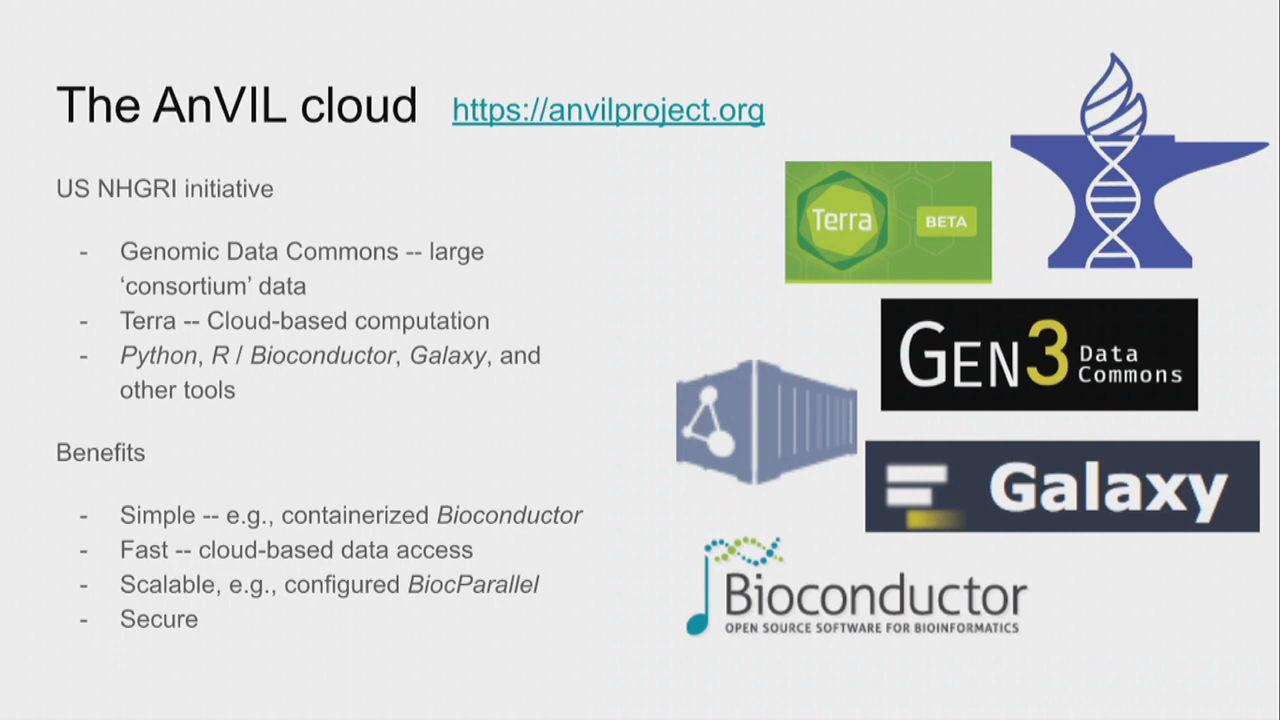 The AnVIL cloud https://anvilproject.org
US NHGRI initiative
- Genomic Data Commons -- large
‘consortium’ data
- Terra -- Cloud-based computation
- Python, R / Bioconductor, Galaxy, and
other tools
Benefits
- Simple -- e.g., containerized Bioconductor
- Fast -- cloud-based data access
- Scalable, e.g., configured BiocParallel
- Secure
Terra BETA
GEN3 Data
Commons
Galaxy
Bioconductor
OPEN SOURCE SOFTWARE FOR BIOINFORMATICS